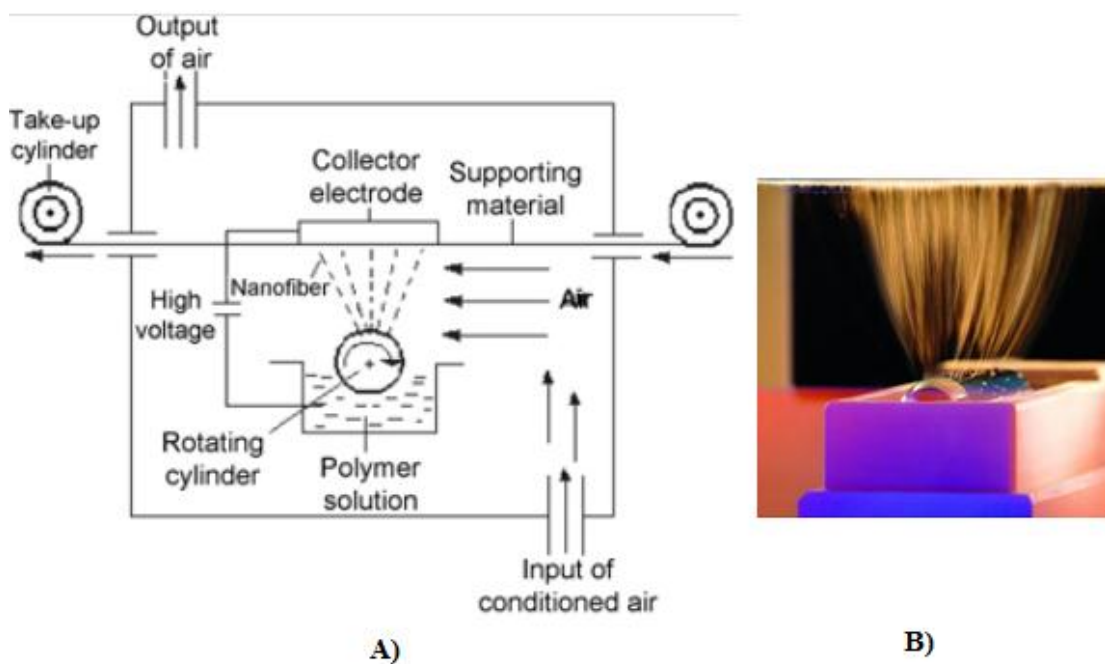 Output
of air
Take-up
cylinder
Collector
electrode
Supporting
material
Nanofiber
High
voltage
Air
Rotating
cylinder
Polymer
solution
Input of
conditioned air
A)
B)